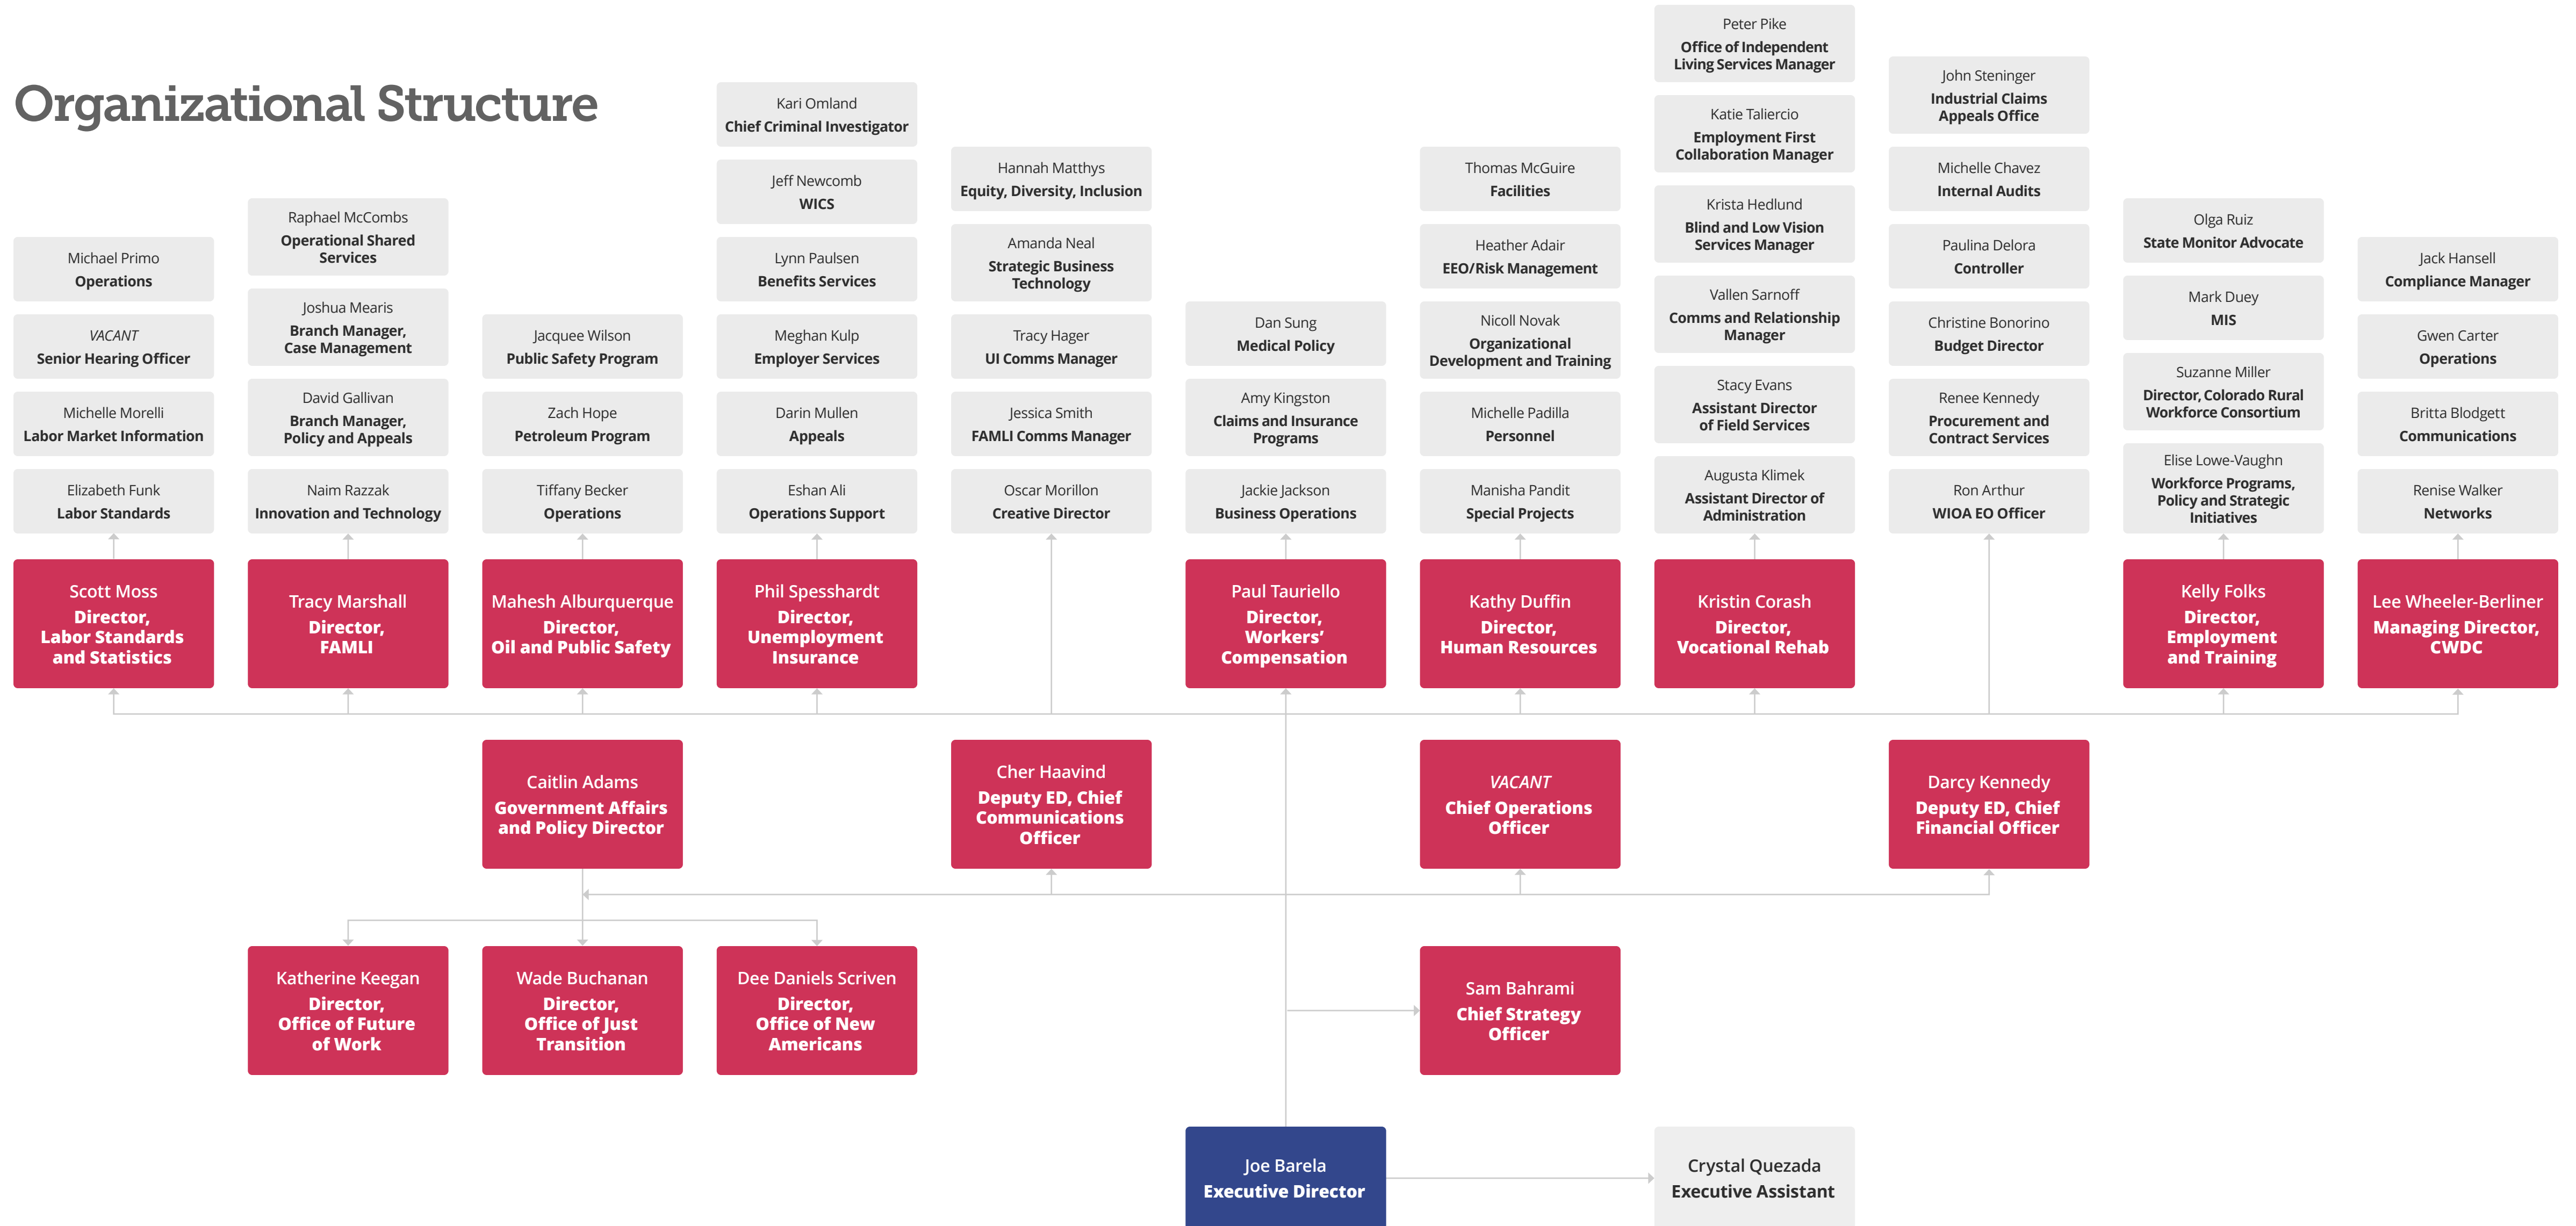 Organizational Structure
Michael Primo
Operations
VACANT
Senior Hearing Officer
Michelle Morelli
Labor Market Information
Elizabeth Funk
Labor Standards
Scott Moss
Director,
Labor Standards
and Statistics
Raphael McCombs
Operational Shared
Services
Joshua Mearis
Branch Manager,
Case Management
David Gallivan
Branch Manager,
Policy and Appeals
Naim Razzak
Innovation and Technology
Tracy Marshall
Director,
FAMLI
Jacquee Wilson
Public Safety Program
Zach Hope
Petroleum Program
Tiffany Becker
Operations
Mahesh Alburquerque
Director,
Oil and Public Safety
Kari Omland
Chief Criminal Investigator
Jeff Newcomb
WICS
Lynn Paulsen
Benefits Services
Meghan Kulp
Employer Services
Darin Mullen
Appeals
Eshan Ali
Operations Support
Phil Spesshardt
Director,
Unemployment
Insurance
Hannah Matthys
Equity, Diversity, Inclusion
Amanda Neal
Strategic Business
Technology
Tracy Hager
UI Comms Manager
Jessica Smith
FAMLI Comms Manager
Oscar Morillon
Creative Director
Dan Sung
Medical Policy
Amy Kingston
Claims and Insurance
Programs
Jackie Jackson
Business Operations
Paul Tauriello
Director,
Workers’
Compensation
Thomas McGuire
Facilities
Heather Adair
EEO/Risk Management
Nicoll Novak
Organizational
Development and Training
Michelle Padilla
Personnel
Manisha Pandit
Special Projects
Kathy Duffin
Director,
Human Resources
Peter Pike
Office of Independent
Living Services Manager
Katie Taliercio
Employment First
Collaboration Manager
Krista Hedlund
Blind and Low Vision
Services Manager
Vallen Sarnoff
Comms and Relationship
Manager
Stacy Evans
Assistant Director
of Field Services
Augusta Klimek
Assistant Director of
Administration
Kristin Corash
Director,
Vocational Rehab
John Steninger
Industrial Claims
Appeals Office
Michelle Chavez
Internal Audits
Paulina Delora
Controller
Christine Bonorino
Budget Director
Renee Kennedy
Procurement and
Contract Services
Ron Arthur
WIOA EO Officer
Olga Ruiz
State Monitor Advocate
Mark Duey
MIS
Suzanne Miller
Director, Colorado Rural
Workforce Consortium
Elise Lowe-Vaughn
Workforce Programs,
Policy and Strategic
Initiatives
Kelly Folks
Director,
Employment
and Training
Jack Hansell
Compliance Manager
Gwen Carter
Operations
Britta Blodgett
Communications
Renise Walker
Networks
Lee Wheeler-Berliner
Managing Director,
CWDC
Caitlin Adams
Government Affairs
and Policy Director
Cher Haavind
Deputy ED, Chief
Communications
Officer
VACANT
Chief Operations
Officer
Darcy Kennedy
Deputy ED, Chief
Financial Officer
Katherine Keegan
Director,
Office of Future
of Work
Wade Buchanan
Director,
Office of Just
Transition
Dee Daniels Scriven
Director,
Office of New
Americans
Sam Bahrami
Chief Strategy
Officer
Joe Barela
Executive Director
Crystal Quezada
Executive Assistant